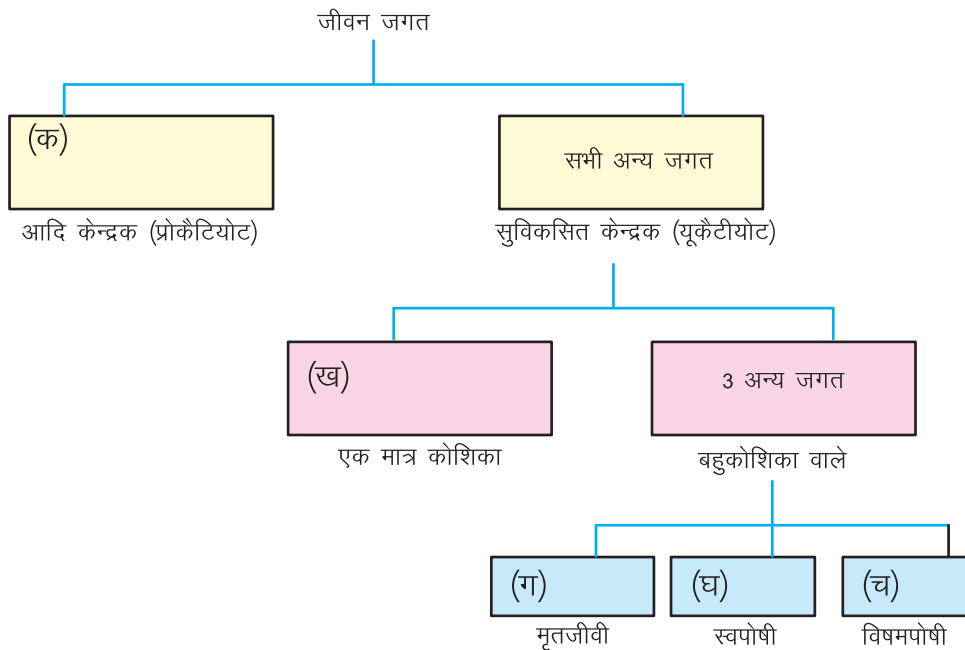 जीवन जगत
(क)
सभी अन्य जगत
आदि केन्द्रक (प्रोकैटियोट)
सुविकसित केन्द्रक (यूकैटीयोट)
(ख)
3 अन्य जगत
एक मात्र कोशिका
बहुकोशिका वाले
(ग)
(घ)
(च)
मृतजीवी
स्वपोषी
विषमपोषी